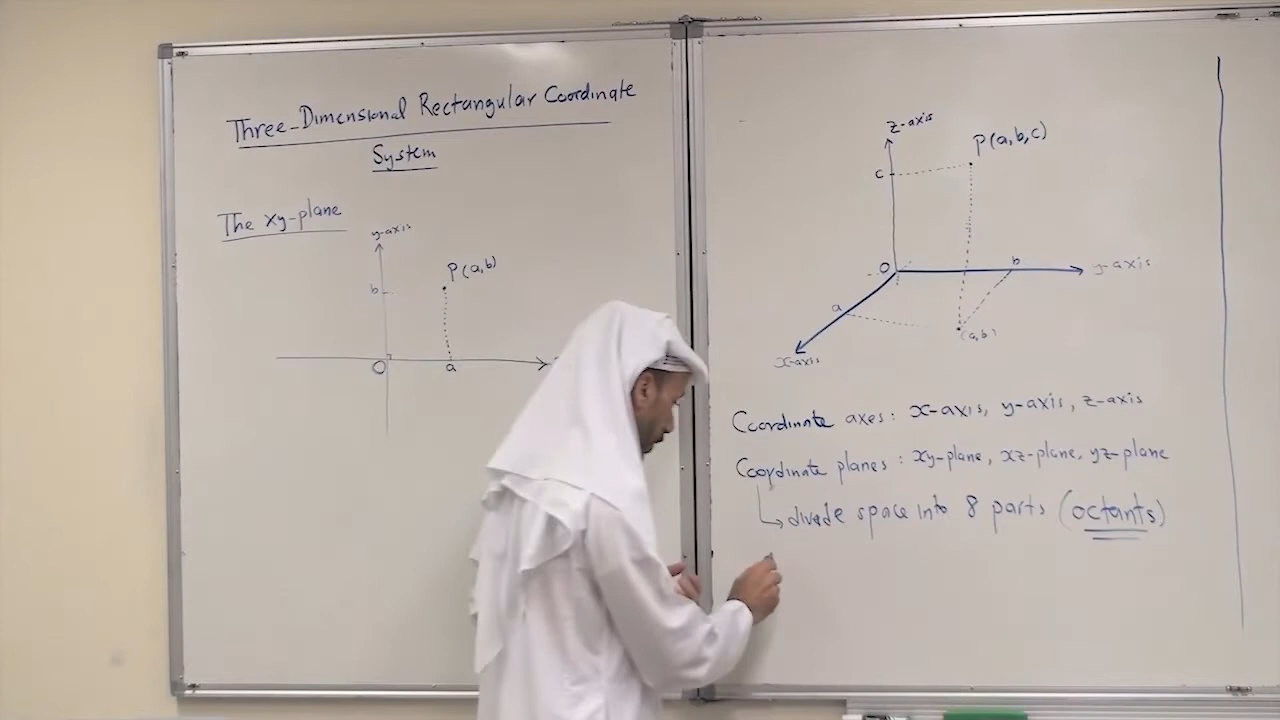 Three-Dimensional Rectangular Coordinate
System
The xy-plane
y-axis
P(a,b)
b
O
a
z-axis
P(a,b,c)
c
O
b
y-axis
a
(a,b)
x-axis
Coordinate axes: x-axis, y-axis, z-axis
Coordinate planes: xy-plane, xz-plane, yz-plane
divide space into 8 parts (octants)